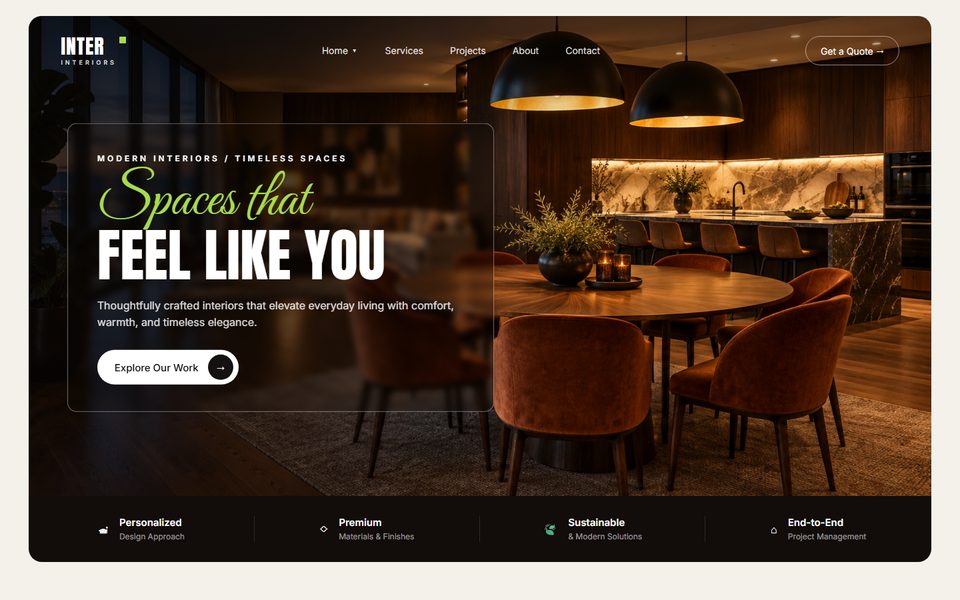 INTER
INTERIORS
Home ▾ Services Projects About Contact
Get a Quote →
MODERN INTERIORS / TIMELESS SPACES
Spaces that
FEEL LIKE YOU
Thoughtfully crafted interiors that elevate everyday living with comfort,
warmth, and timeless elegance.
Explore Our Work →
Personalized
Design Approach
Premium
Materials & Finishes
Sustainable
& Modern Solutions
End-to-End
Project Management